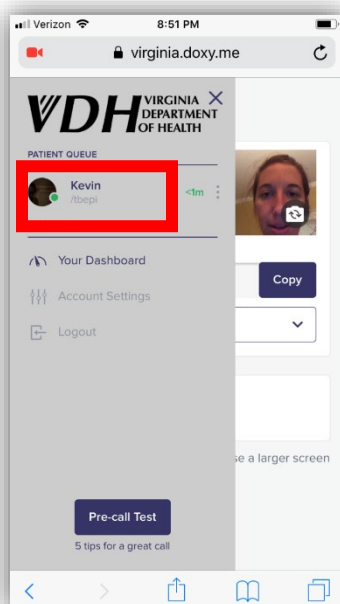 Verizon 8:51 PM
virginia.doxy.me
VDH VIRGINIA
DEPARTMENT
OF HEALTH
PATIENT QUEUE
Kevin
/tbepi
<1m
Your Dashboard
Copy
Account Settings
Logout
se a larger screen
Pre-call Test
5 tips for a great call